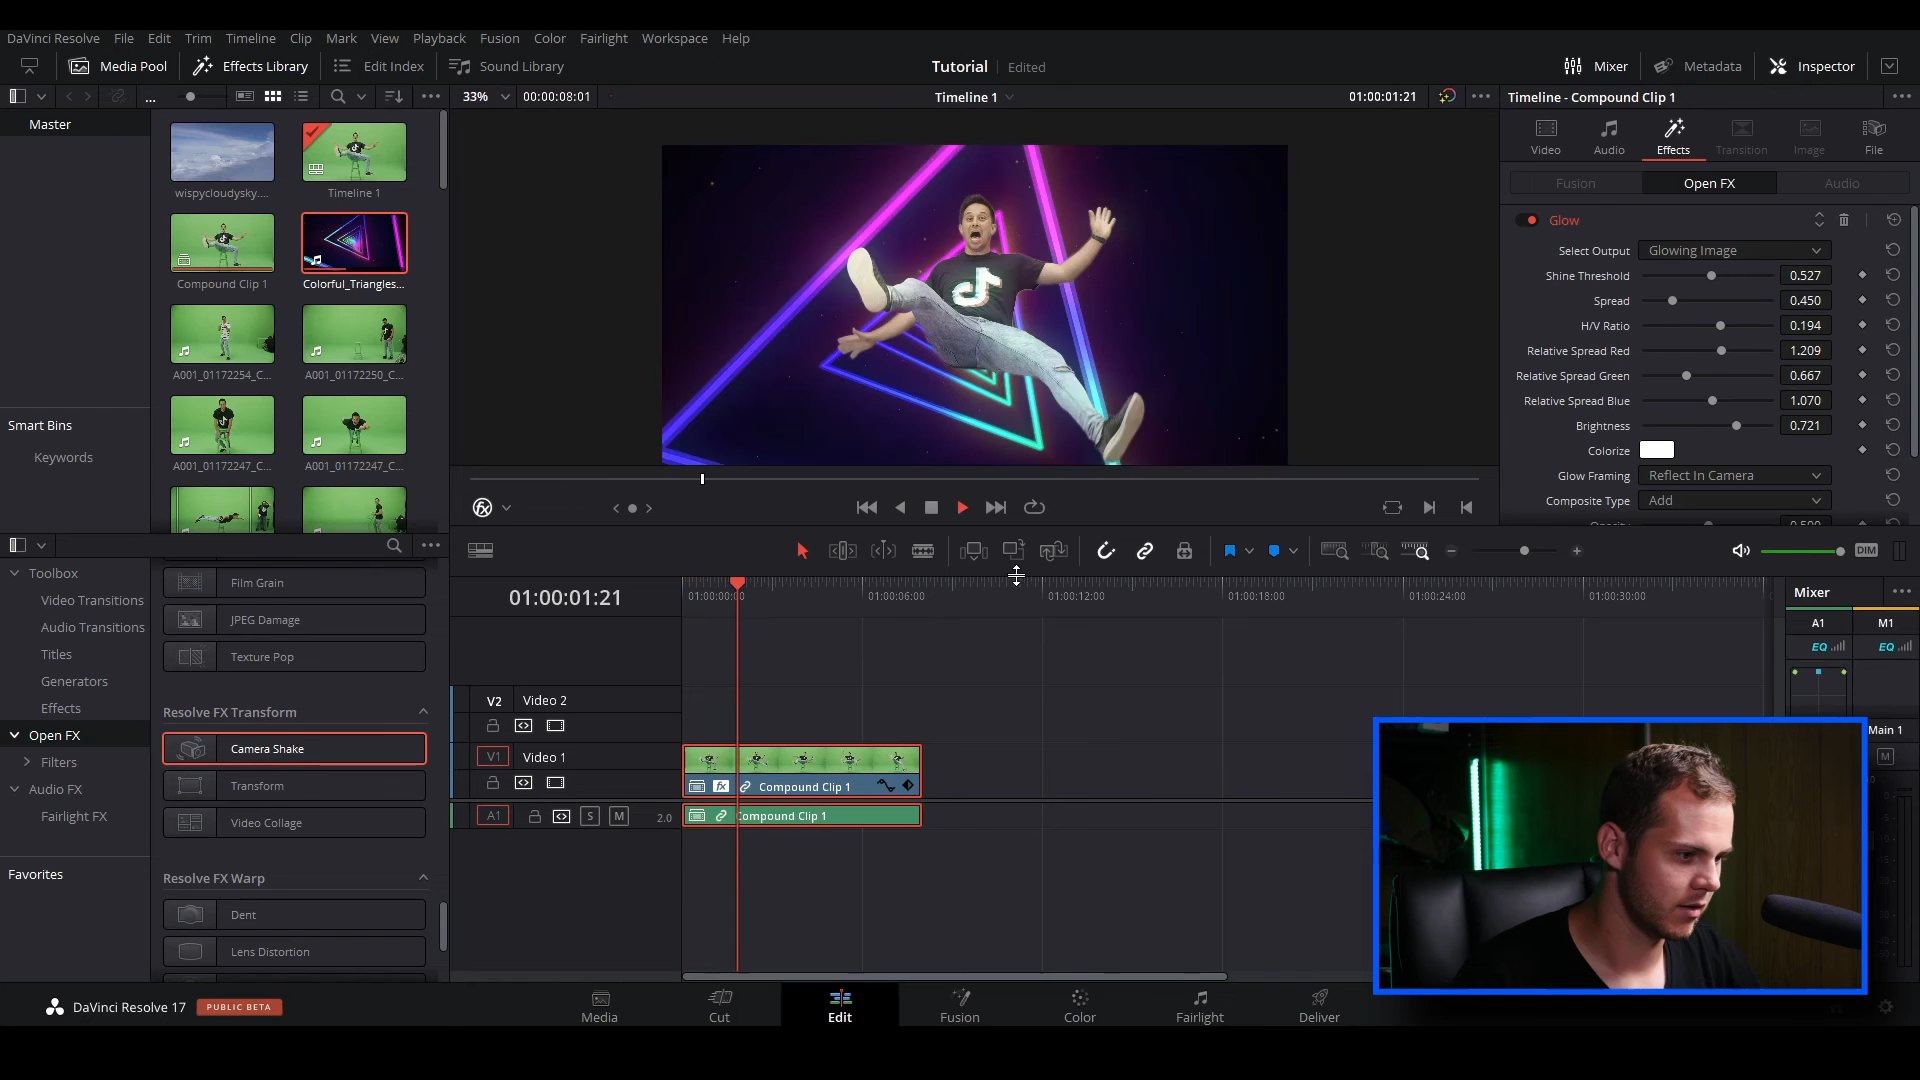 DaVinci Resolve File Edit Trim Timeline Clip Mark View Playback Fusion Color Fairlight Workspace Help
Media Pool Effects Library Edit Index Sound Library Tutorial Edited Mixer Metadata Inspector
... 33% 00:00:08:01 Timeline 1 01:00:01:21 Timeline - Compound Clip 1
Master
Video Audio Effects Transition Image File
Fusion Open FX Audio
wispycloudysky.... Timeline 1
Glow
Select Output Glowing Image
Shine Threshold 0.527
Compound Clip 1 Colorful_Triangles...
Spread 0.450
H/V Ratio 0.194
Relative Spread Red 1.209
A001_01172254_C... A001_01172250_C...
Relative Spread Green 0.667
Relative Spread Blue 1.070
Smart Bins
Brightness 0.721
Keywords
Colorize
A001_01172247_C... A001_01172247_C...
Glow Framing Reflect In Camera
Composite Type Add
fx
DIM
Toolbox
Video Transitions
Audio Transitions
Titles
Generators
Effects
Open FX
Filters
Audio FX
Fairlight FX
Favorites
Film Grain
JPEG Damage
Texture Pop
Resolve FX Transform
Camera Shake
Transform
Video Collage
Resolve FX Warp
Dent
Lens Distortion
01:00:01:21
01:00:00:00 01:00:06:00 01:00:12:00 01:00:18:00 01:00:24:00 01:00:30:00
V2 Video 2
V1 Video 1
fx Compound Clip 1
A1 S M 2.0 Compound Clip 1
Mixer
A1 M1
EQ EQ
Main 1
M
DaVinci Resolve 17 PUBLIC BETA
Media Cut Edit Fusion Color Fairlight Deliver